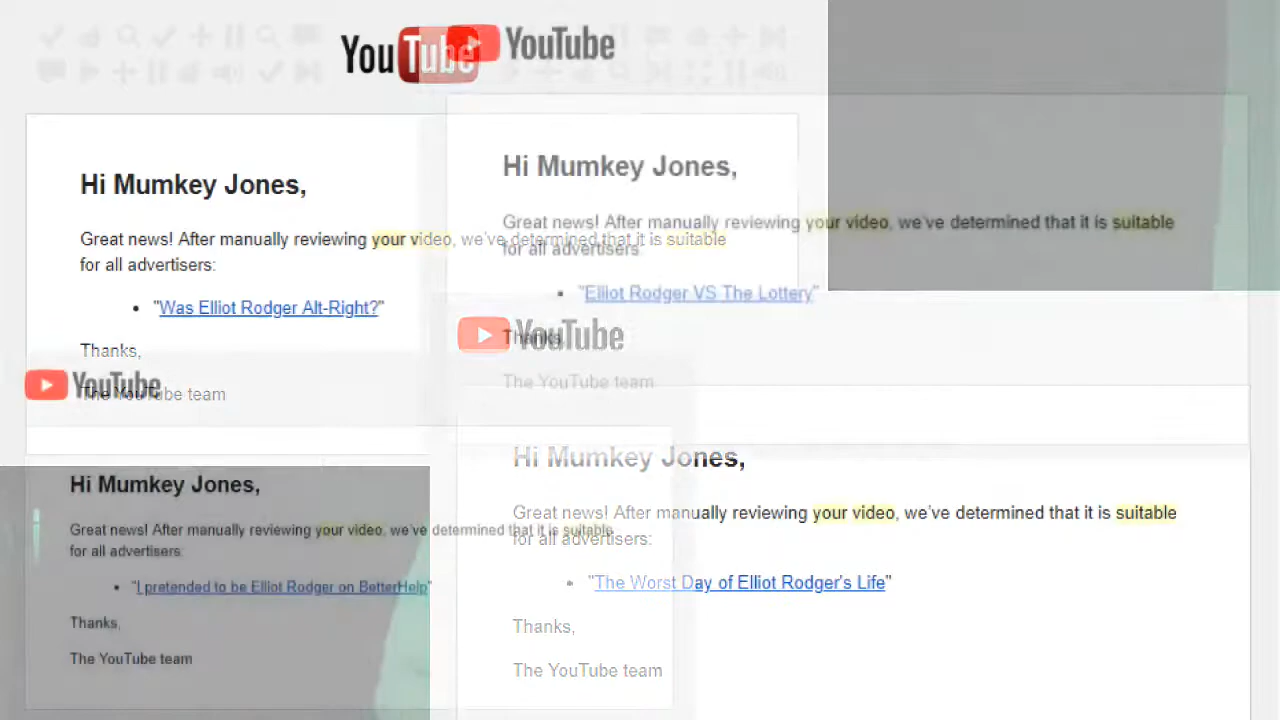 YouTube
YouTube
Hi Mumkey Jones,
Great news! After manually reviewing your video, we've determined that it is suitable
for all advertisers:
"Was Elliot Rodger Alt-Right?"
Thanks,
The YouTube team
Hi Mumkey Jones,
Great news! After manually reviewing your video, we've determined that it is suitable
for all advertisers:
"Elliot Rodger VS The Lottery"
Thanks,
The YouTube team
YouTube
Hi Mumkey Jones,
Great news! After manually reviewing your video, we've determined that it is suitable
for all advertisers:
"I pretended to be Elliot Rodger on BetterHelp"
Thanks,
The YouTube team
YouTube
Hi Mumkey Jones,
Great news! After manually reviewing your video, we've determined that it is suitable
for all advertisers:
"The Worst Day of Elliot Rodger's Life"
Thanks,
The YouTube team